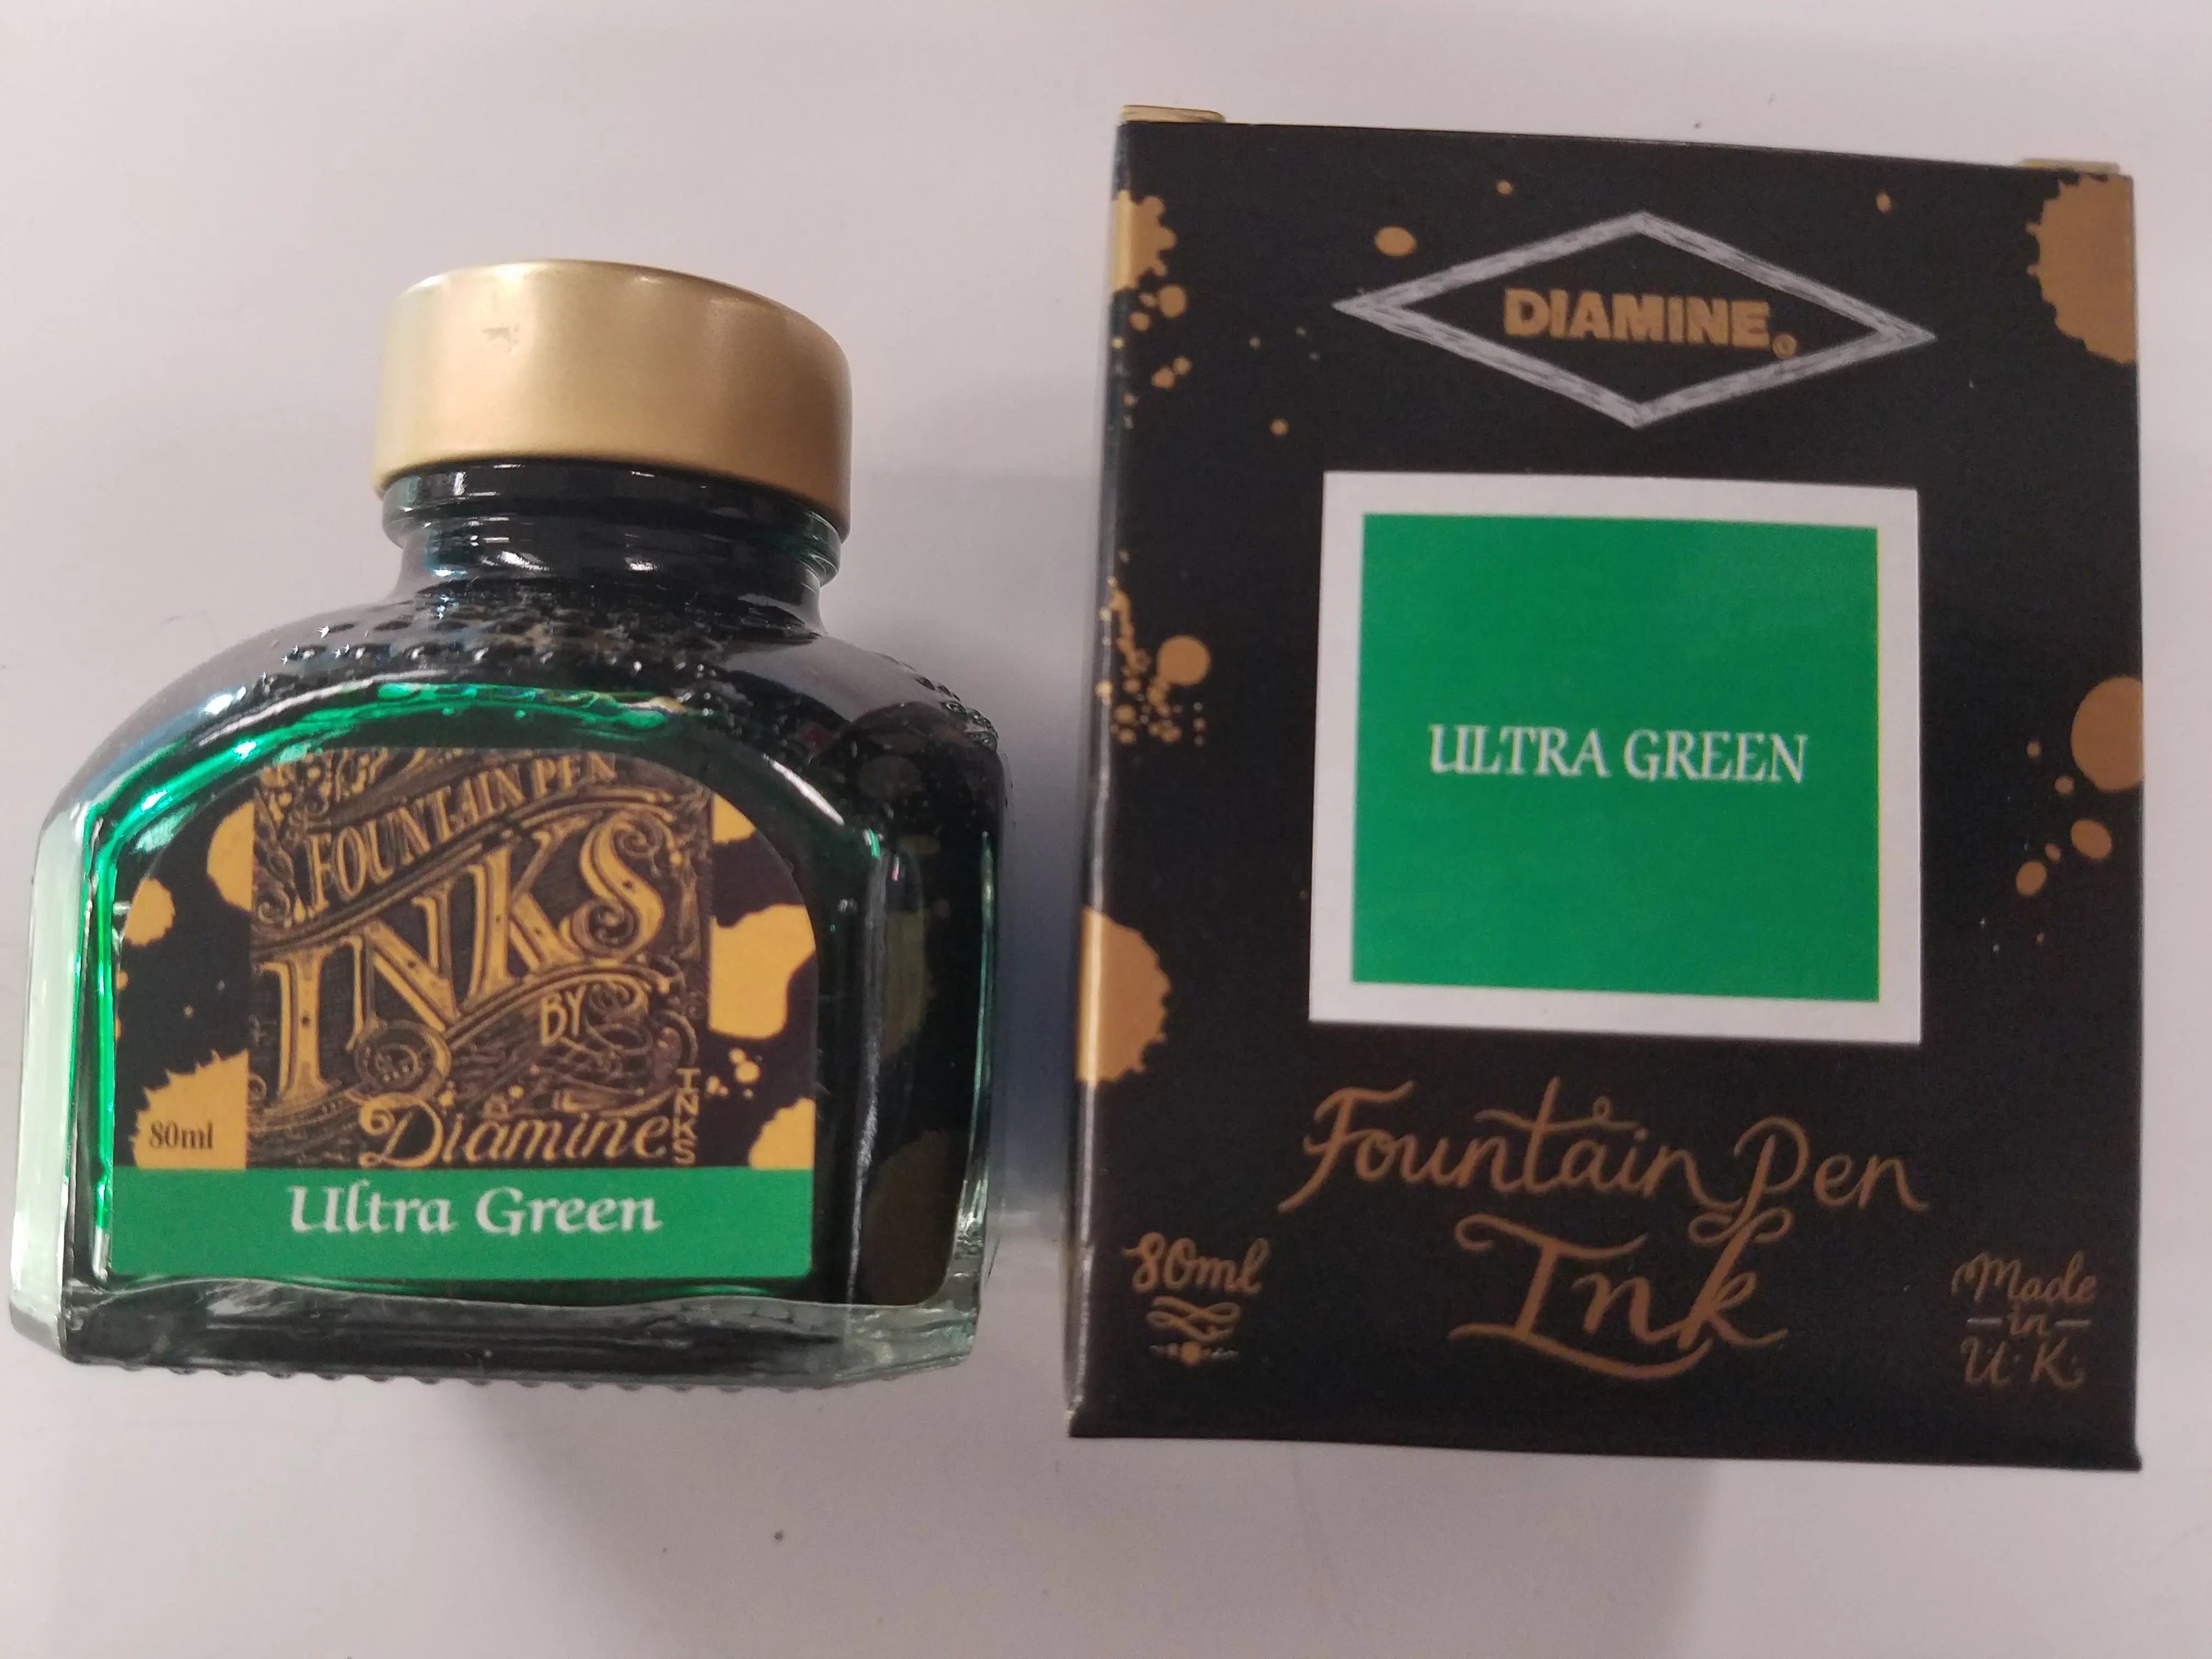 FOUNTAIN PEN
INKS
BY
Diamine
INKS
80ml
Ultra Green
DIAMINE®
ULTRA GREEN
Fountain Pen
Ink
80ml
Made
in
U.K.